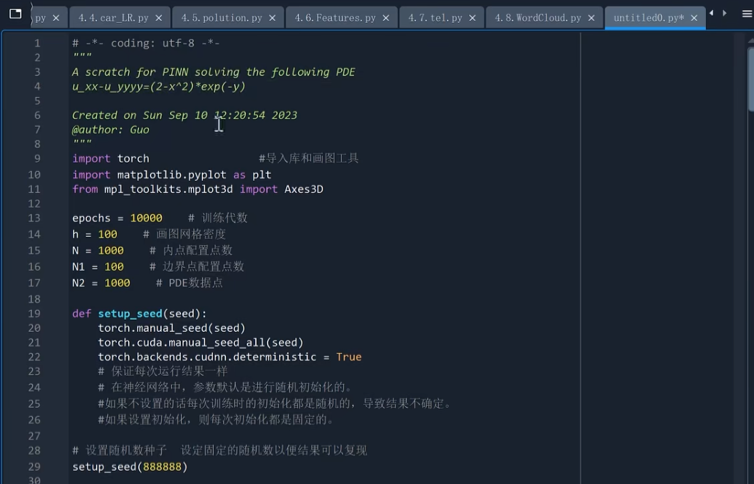 .py
4.4.car_LR.py
4.5.polution.py
4.6.Features.py
4.7.tel.py
4.8.WordCloud.py
untitled0.py*
1 # -*- coding: utf-8 -*-
2 """
3 A scratch for PINN solving the following PDE
4 u_xx-u_yyyy=(2-x^2)*exp(-y)
5
6 Created on Sun Sep 10 12:20:54 2023
7 @author: Guo
8 """
9 import torch #导入库和画图工具
10 import matplotlib.pyplot as plt
11 from mpl_toolkits.mplot3d import Axes3D
12
13 epochs = 10000 # 训练代数
14 h = 100 # 画图网格密度
15 N = 1000 # 内点配置点数
16 N1 = 100 # 边界点配置点数
17 N2 = 1000 # PDE数据点
18
19 def setup_seed(seed):
20 torch.manual_seed(seed)
21 torch.cuda.manual_seed_all(seed)
22 torch.backends.cudnn.deterministic = True
23 # 保证每次运行结果一样
24 # 在神经网络中，参数默认是进行随机初始化的。
25 #如果不设置的话每次训练时的初始化都是随机的，导致结果不确定。
26 #如果设置初始化，则每次初始化都是固定的。
27
28 # 设置随机数种子 设定固定的随机数以便结果可以复现
29 setup_seed(888888)
30